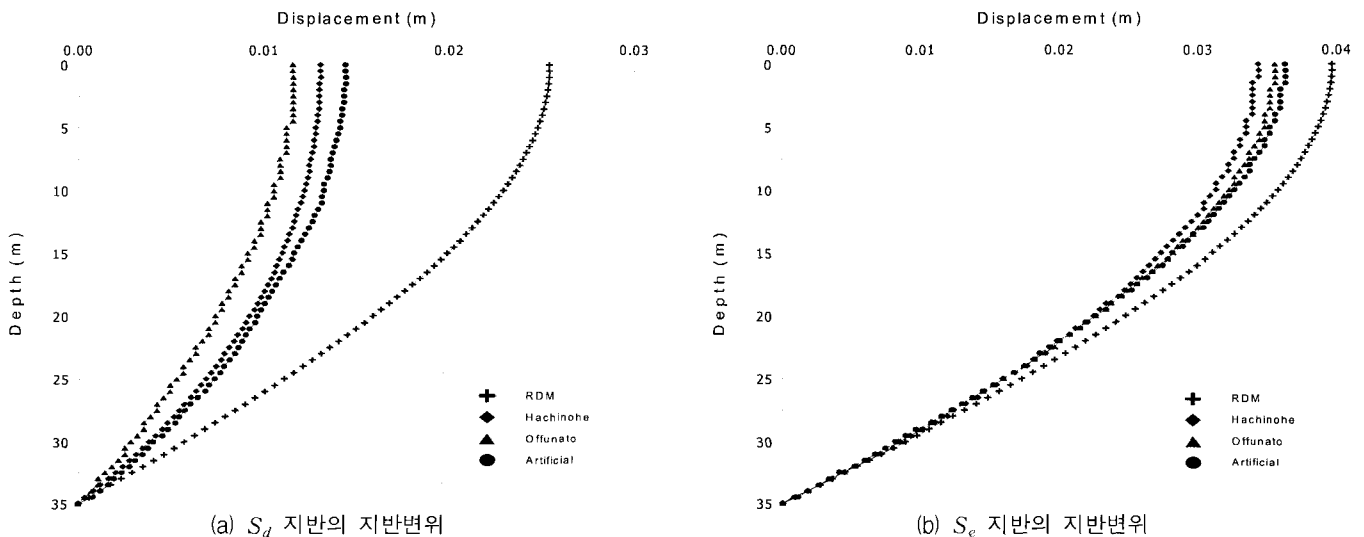 Displacement (m)
0.00 0.01 0.02 0.03
0
5
10
15
20
25
30
35
Depth (m)
RDM
Hachinohe
Offunato
Artificial
(a) S_d 지반의 지반변위
Displacememt (m)
0.00 0.01 0.02 0.03 0.04
0
5
10
15
20
25
30
35
Depth (m)
RDM
Hachinohe
Offunato
Artificial
(b) S_e 지반의 지반변위